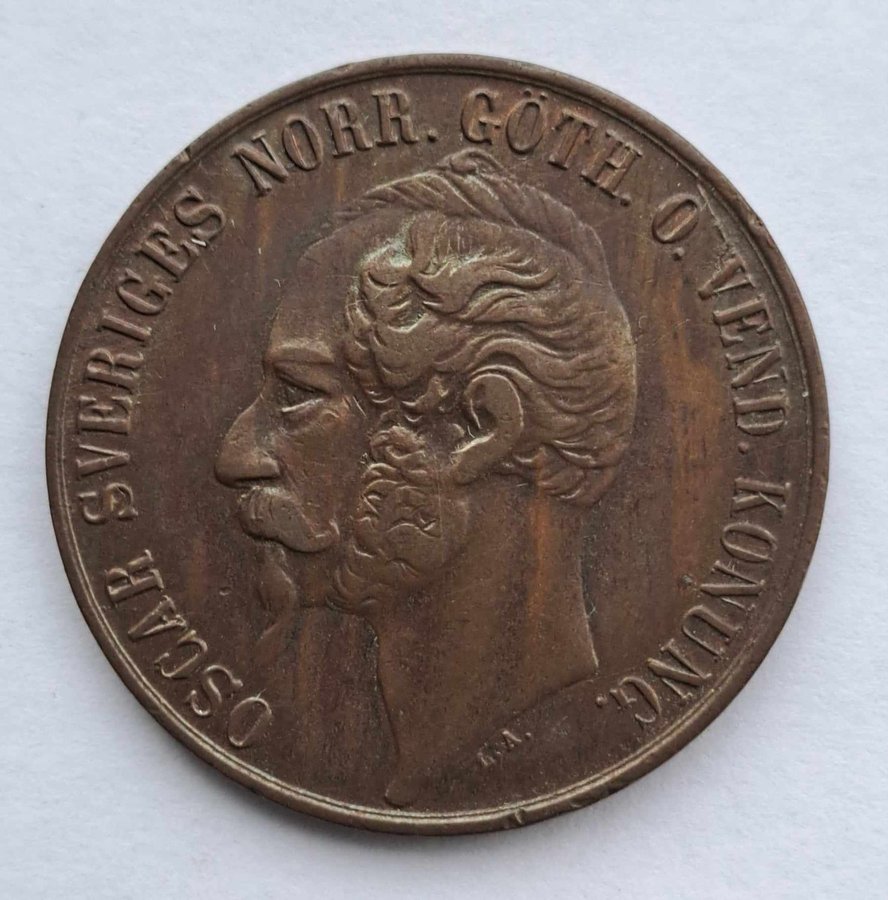 OSCAR SVERIGES NORR. GÖTH. O. VEND. KONUNG.
L.A.